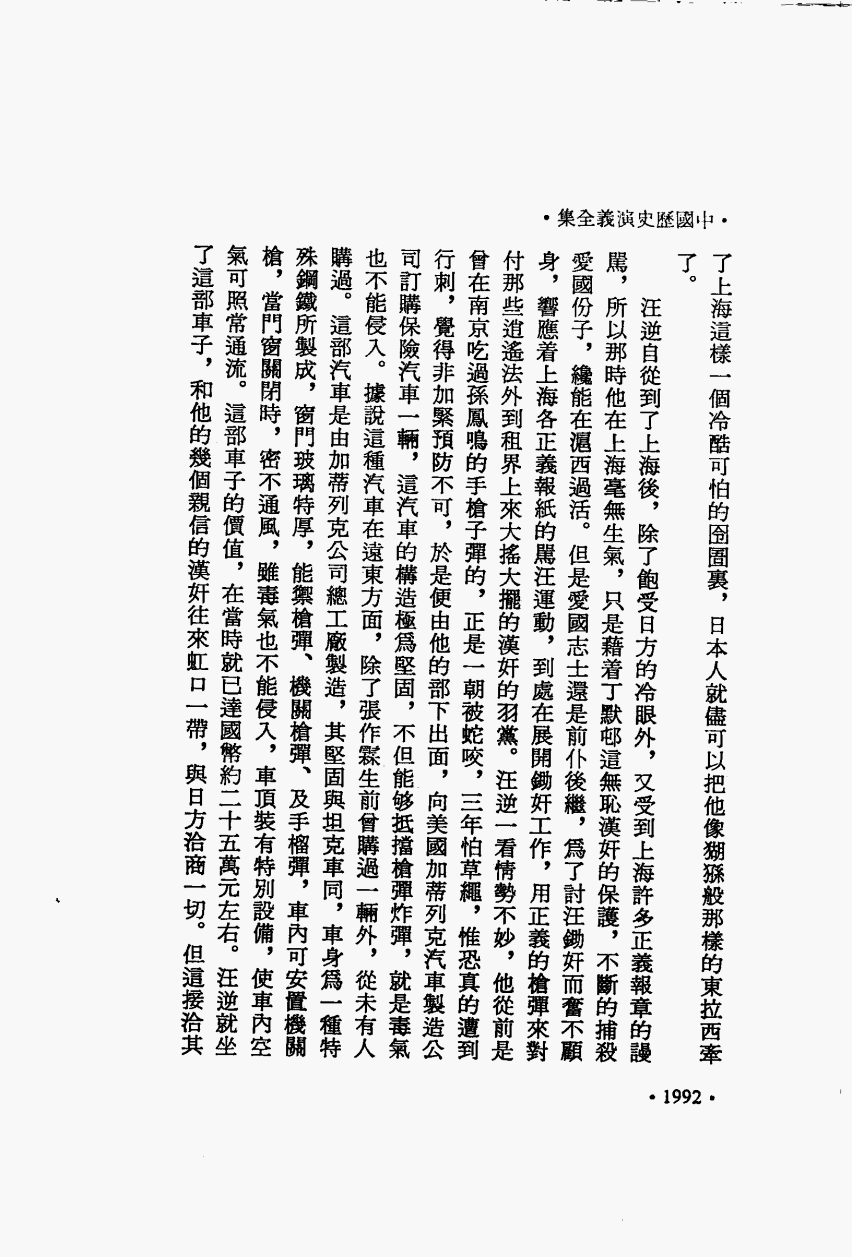 •中國歷史演義全集•
了上海這樣一個冷酷可怕的囹圄裏，日本人就儘可以把他像猢猻般那樣的東拉西牽
了。
汪逆自從到了上海後，除了飽受日方的冷眼外，又受到上海許多正義報章的謾
罵，所以那時他在上海毫無生氣，只是藉着丁默邨這無恥漢奸的保護，不斷的捕殺
愛國份子，纔能在滬西過活。但是愛國志士還是前仆後繼，爲了討汪鋤奸而奮不顧
身，響應着上海各正義報紙的罵汪運動，到處在展開鋤奸工作，用正義的槍彈來對
付那些逍遙法外到租界上來大搖大擺的漢奸的羽黨。汪逆一看情勢不妙，他從前是
曾在南京吃過孫鳳鳴的手槍子彈的，正是一朝被蛇咬，三年怕草繩，惟恐真的遭到
行刺，覺得非加緊預防不可，於是便由他的部下出面，向美國加蒂列克汽車製造公
司訂購保險汽車一輛，這汽車的構造極爲堅固，不但能够抵擋槍彈炸彈，就是毒氣
也不能侵入。據說這種汽車在遠東方面，除了張作霖生前曾購過一輛外，從未有人
購過。這部汽車是由加蒂列克公司總工廠製造，其堅固與坦克車同，車身爲一種特
殊鋼鐵所製成，窗門玻璃特厚，能禦槍彈、機關槍彈、及手榴彈，車內可安置機關
槍，當門窗關閉時，密不通風，雖毒氣也不能侵入，車頂裝有特別設備，使車內空
氣可照常通流。這部車子的價值，在當時就已達國幣約二十五萬元左右。汪逆就坐
了這部車子，和他的幾個親信的漢奸往來虹口一帶，與日方洽商一切。但這接洽其
•1992•